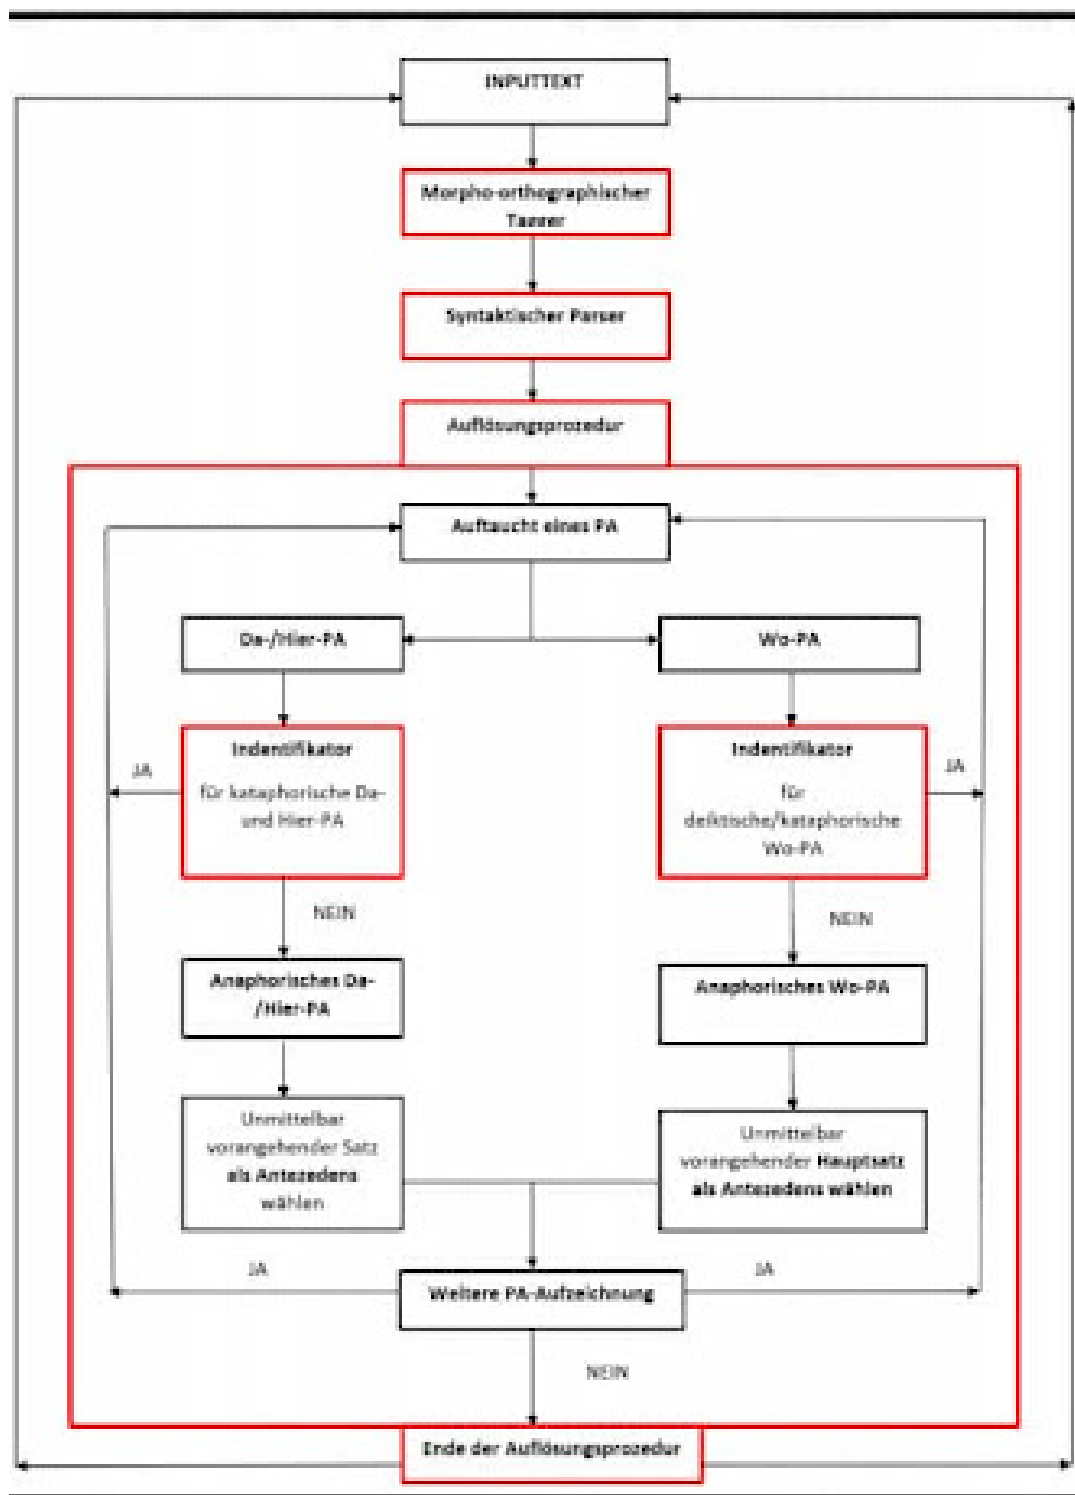 INPUTTEXT
Morpho-orthographischer
Tagger
Syntaktischer Parser
Auflösungsprozedur
Auftaucht eines PA
Da-/Hier-PA
Wo-PA
Indentifikator
für kataphorische Da-
und Hier-PA
JA
Indentifikator
für
deiktische/kataphorische
Wo-PA
JA
NEIN
NEIN
Anaphorisches Da-
/Hier-PA
Anaphorisches Wo-PA
Unmittelbar
vorangehender Satz
als Antezedens
wählen
Unmittelbar
vorangehender Hauptsatz
als Antezedens wählen
JA
JA
Weitere PA-Aufzeichnung
NEIN
Ende der Auflösungsprozedur